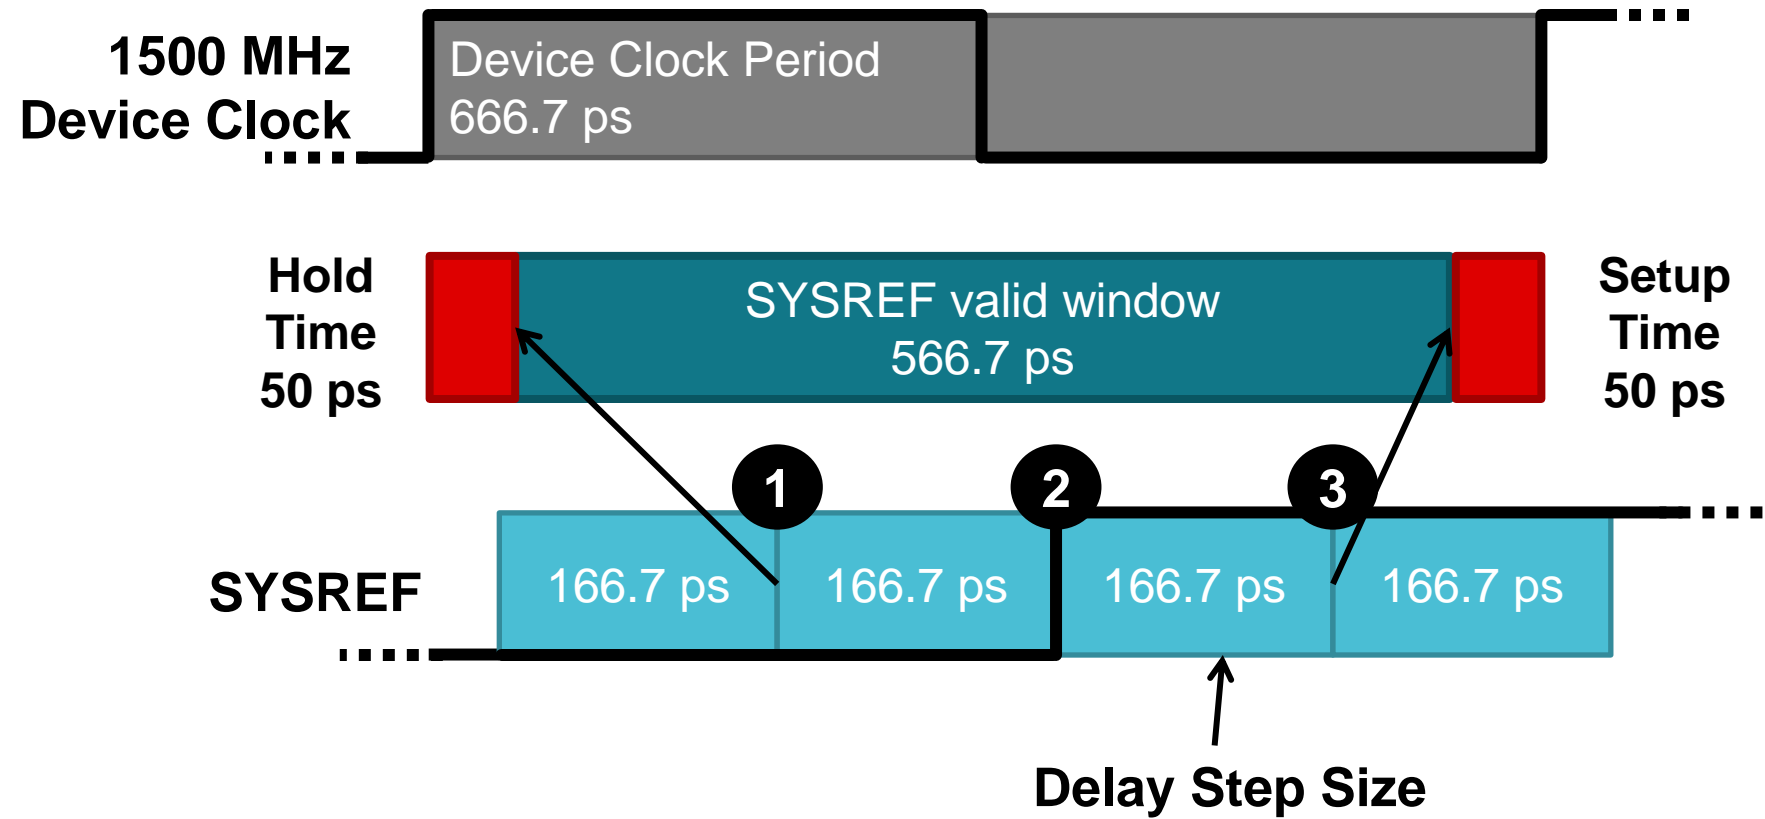 1500 MHz
Device Clock
Device Clock Period
666.7 ps
Hold
Time
50 ps
SYSREF valid window
566.7 ps
Setup
Time
50 ps
1
2
3
SYSREF
166.7 ps
166.7 ps
166.7 ps
166.7 ps
Delay Step Size